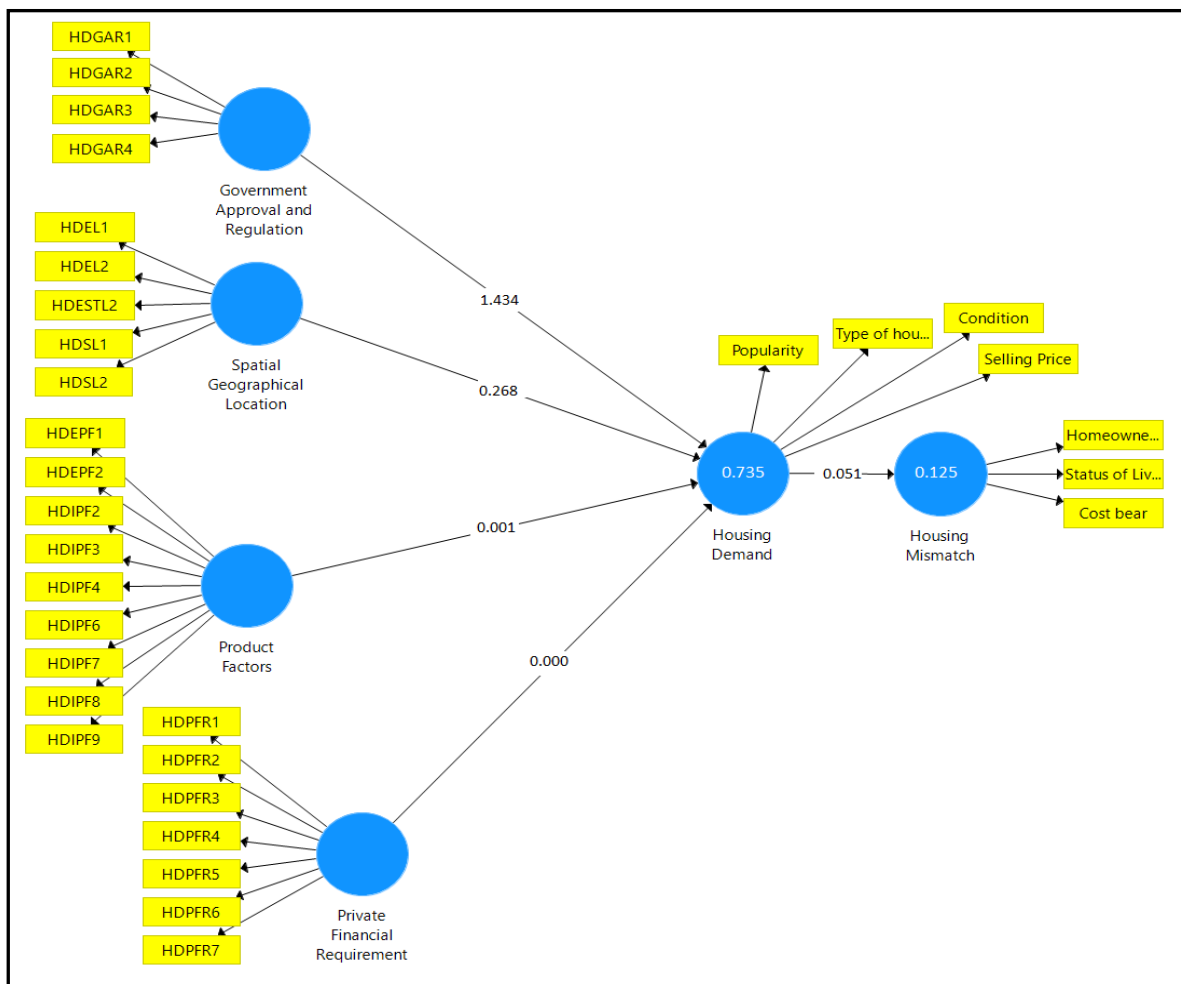 HDGAR1
HDGAR2
HDGAR3
HDGAR4
Government
Approval and
Regulation
HDEL1
HDEL2
HDESTL2
HDSL1
HDSL2
Spatial
Geographical
Location
HDEPF1
HDEPF2
HDIPF2
HDIPF3
HDIPF4
HDIPF6
HDIPF7
HDIPF8
HDIPF9
Product
Factors
HDPFR1
HDPFR2
HDPFR3
HDPFR4
HDPFR5
HDPFR6
HDPFR7
Private
Financial
Requirement
1.434
0.268
0.001
0.000
Popularity
Type of hou...
Condition
Selling Price
0.735
Housing
Demand
0.051
0.125
Housing
Mismatch
Homeowne...
Status of Liv...
Cost bear